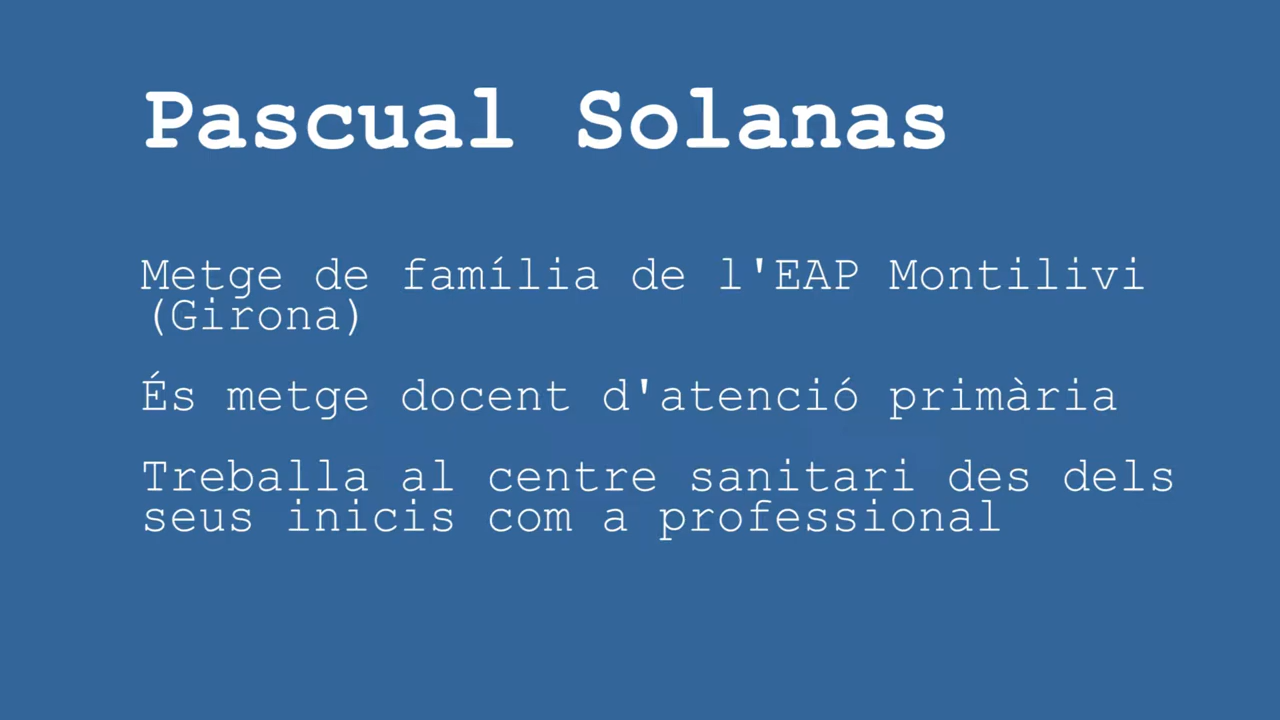 Pascual Solanas
Metge de família de l'EAP Montilivi
(Girona)
És metge docent d'atenció primària
Treballa al centre sanitari des dels
seus inicis com a professional